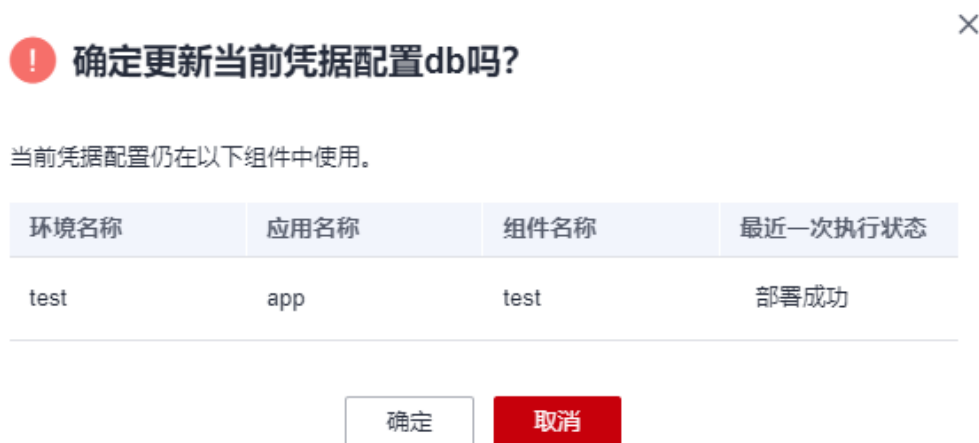 确定更新当前凭据配置db吗?
当前凭据配置仍在以下组件中使用。
环境名称 应用名称 组件名称 最近一次执行状态
test app test 部署成功
确定 取消